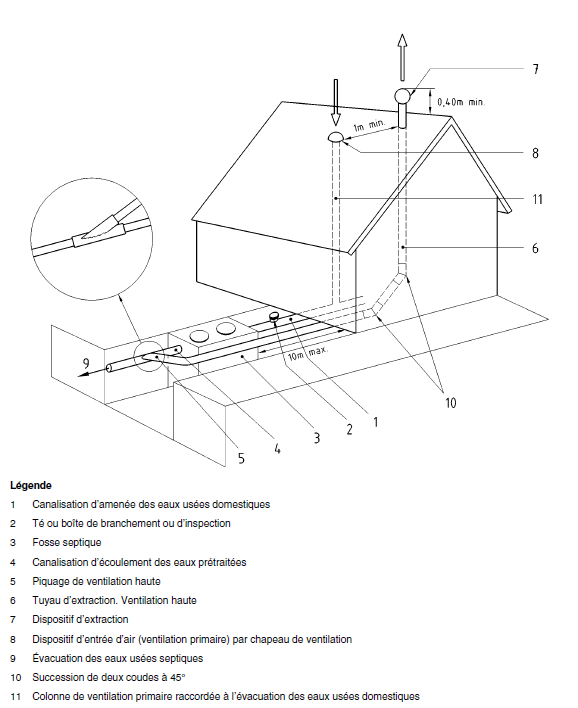 7
0,40m min.
1m min.
8
11
6
9
10m max.
10
1
2
3
4
5
Légende
1 Canalisation d'amenée des eaux usées domestiques
2 Té ou boîte de branchement ou d'inspection
3 Fosse septique
4 Canalisation d'écoulement des eaux prétraitées
5 Piquage de ventilation haute
6 Tuyau d'extraction. Ventilation haute
7 Dispositif d'extraction
8 Dispositif d'entrée d'air (ventilation primaire) par chapeau de ventilation
9 Évacuation des eaux usées septiques
10 Succession de deux coudes à 45°
11 Colonne de ventilation primaire raccordée à l'évacuation des eaux usées domestiques